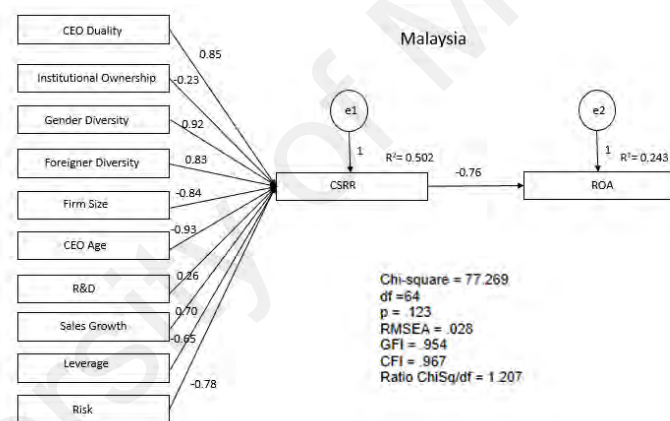 Malaysia
CEO Duality
0.85
Institutional Ownership
-0.23
Gender Diversity
0.92
Foreigner Diversity
0.83
Firm Size
-0.84
CEO Age
-0.93
R&D
0.26
Sales Growth
0.70
Leverage
-0.65
Risk
-0.78
e1
1
R²= 0.502
CSRR
-0.76
e2
1
R²= 0.243
ROA
Chi-square = 77.269
df =64
p = .123
RMSEA = .028
GFI = .954
CFI = .967
Ratio ChiSq/df = 1.207